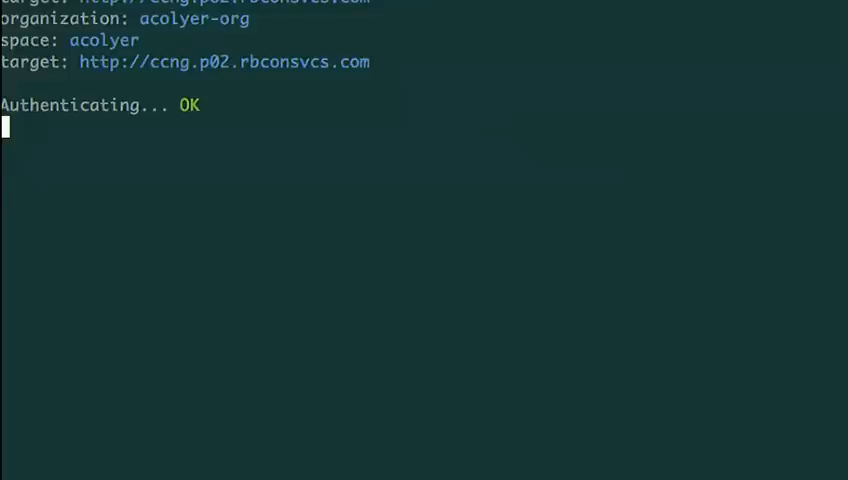 target: http://ccng.p02.rbconsvcs.com
organization: acolyer-org
space: acolyer
target: http://ccng.p02.rbconsvcs.com
Authenticating... OK